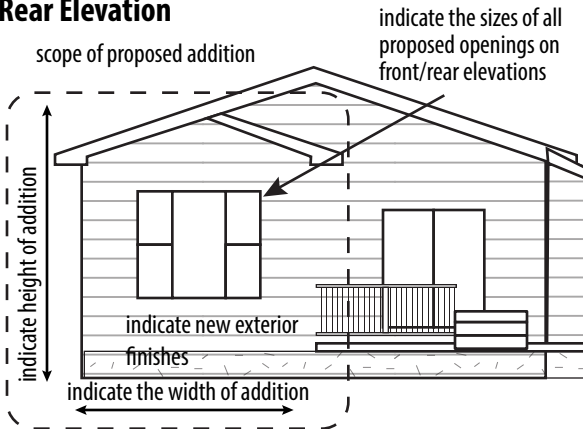 Rear Elevation
indicate the sizes of all
proposed openings on
front/rear elevations
scope of proposed addition
indicate height of addition
indicate new exterior
finishes
indicate the width of addition